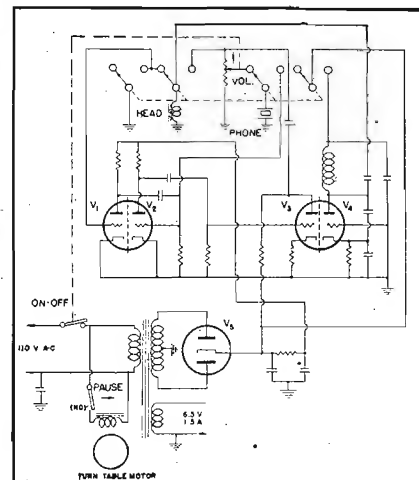 VOL.
HEAD
PHONE
V1
V2
V3
V4
ON-OFF
V5
110 V A-C
PAUSE
(NO)
6.3 V
1.5 A
TURN TABLE MOTOR